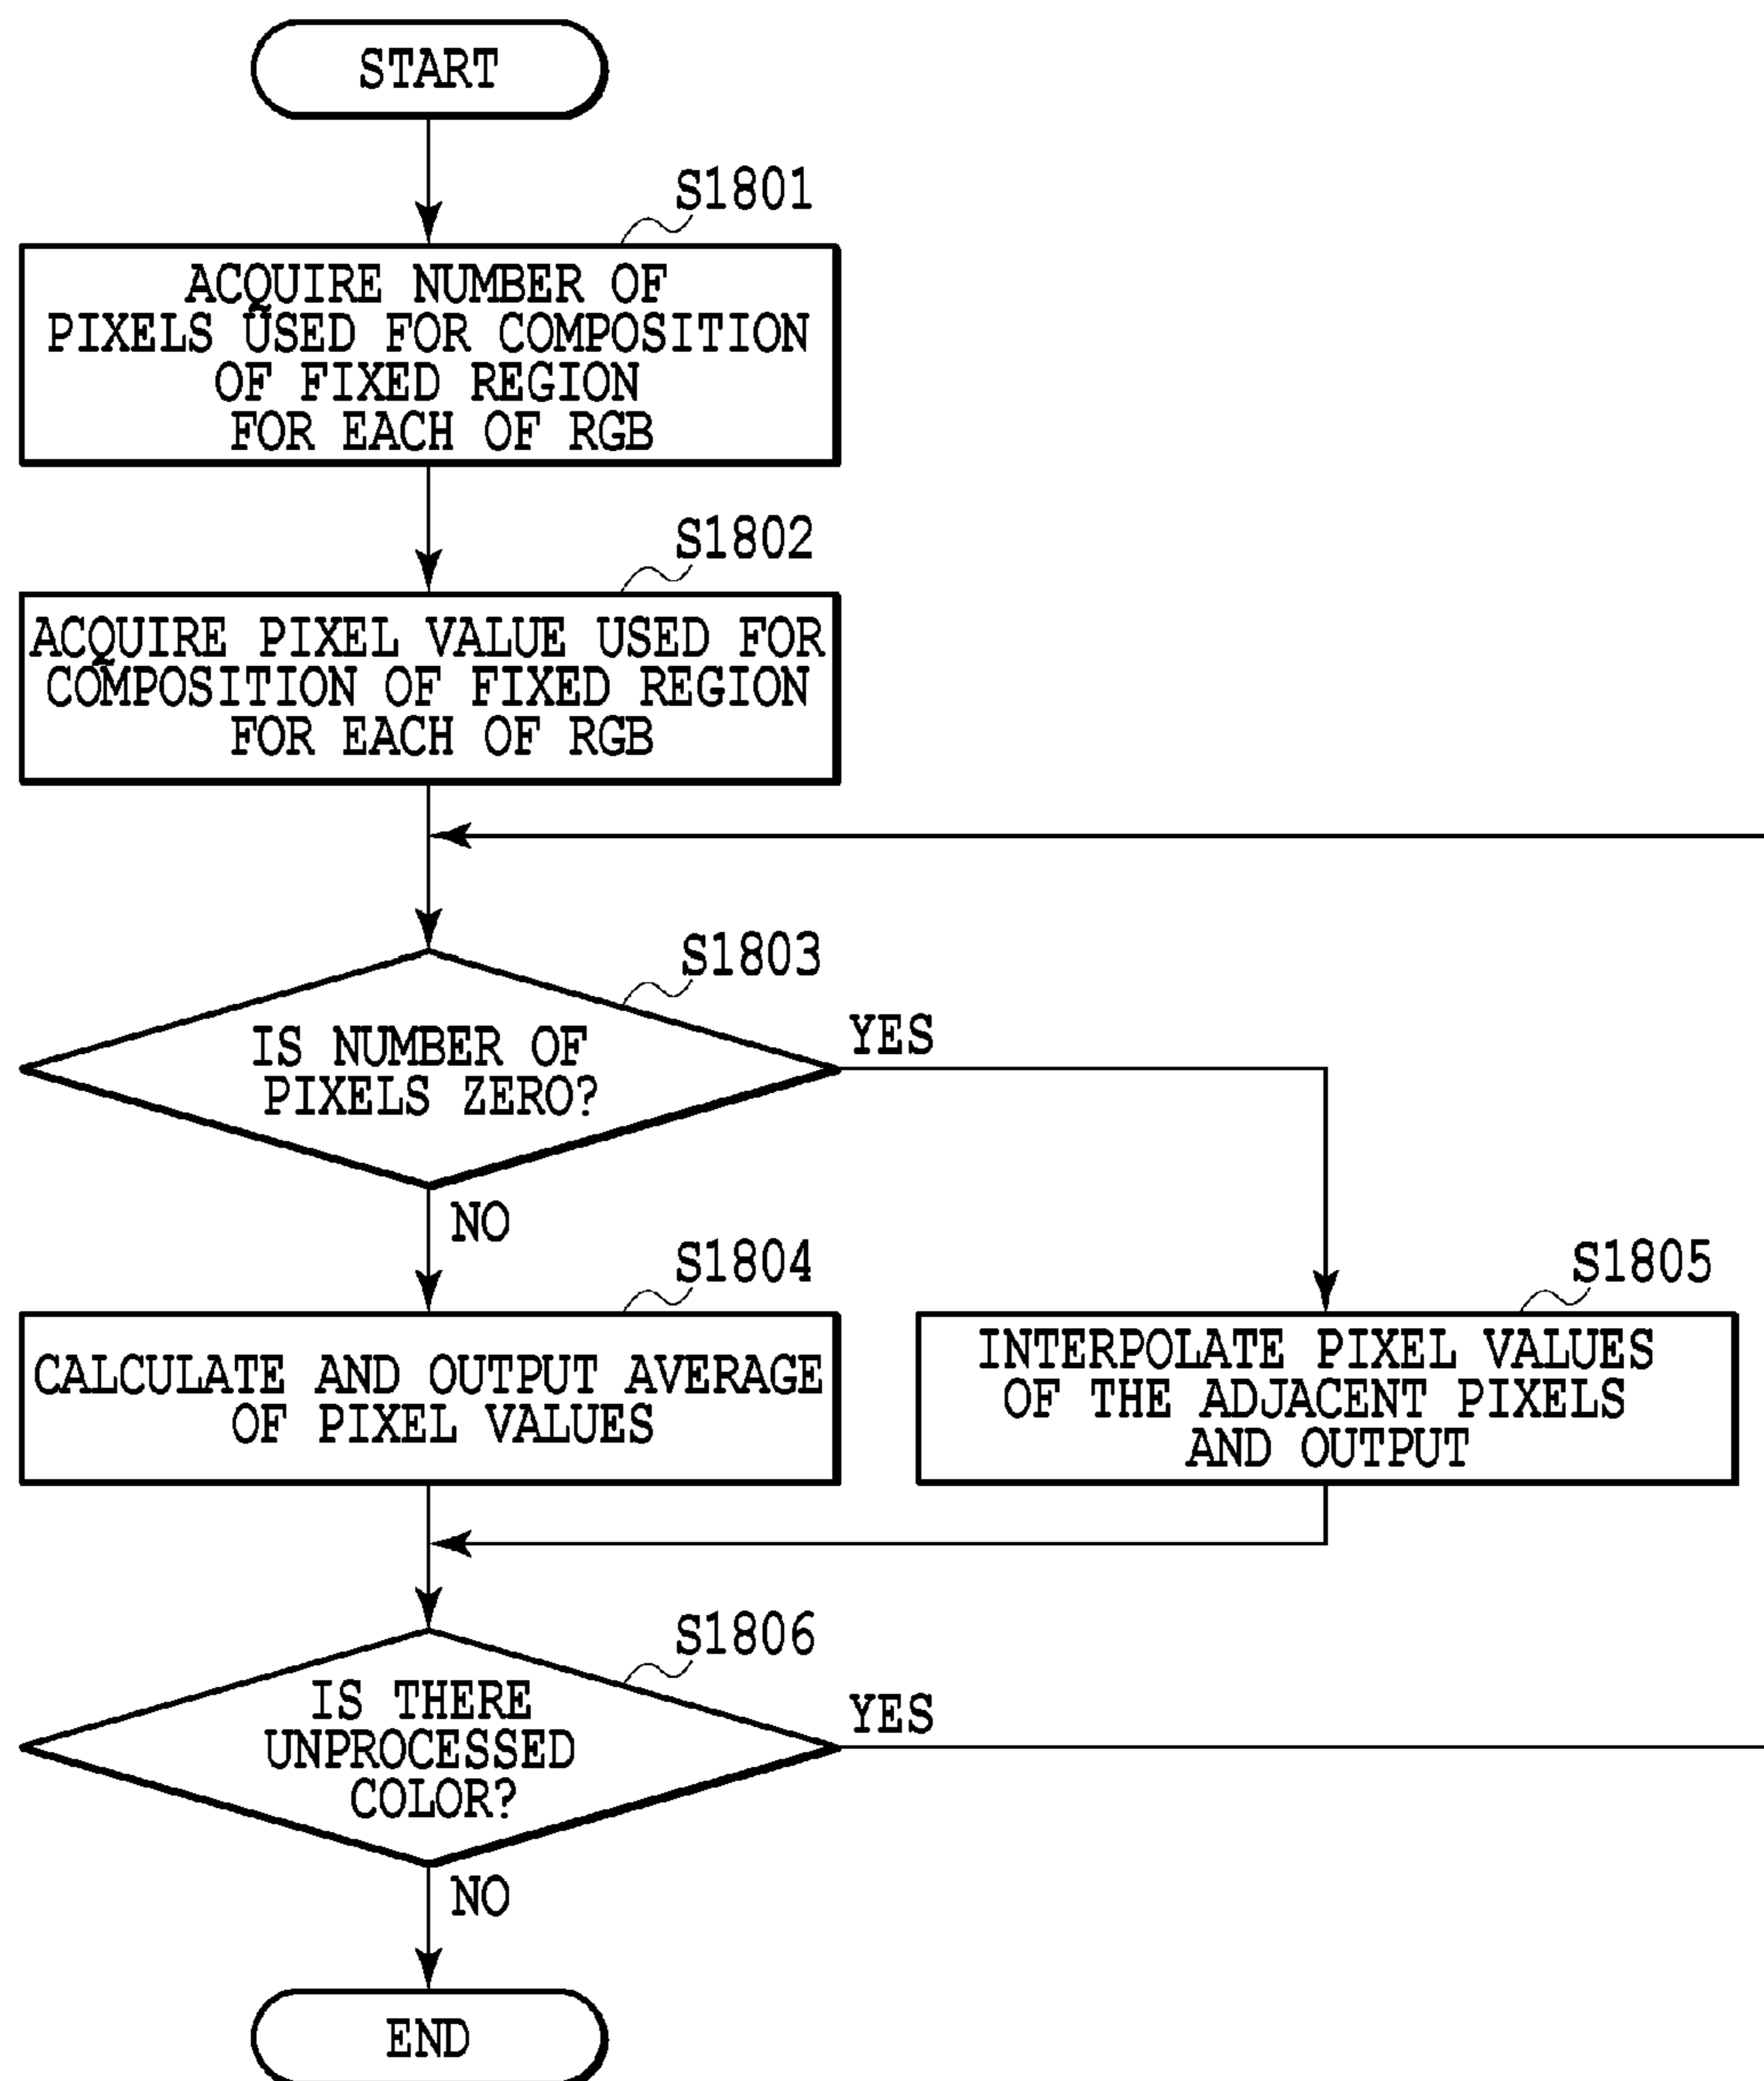 START
S1801
ACQUIRE NUMBER OF
PIXELS USED FOR COMPOSITION
OF FIXED REGION
FOR EACH OF RGB
S1802
ACQUIRE PIXEL VALUE USED FOR
COMPOSITION OF FIXED REGION
FOR EACH OF RGB
S1803
IS NUMBER OF
PIXELS ZERO?
YES
NO
S1804
CALCULATE AND OUTPUT AVERAGE
OF PIXEL VALUES
S1805
INTERPOLATE PIXEL VALUES
OF THE ADJACENT PIXELS
AND OUTPUT
S1806
IS THERE
UNPROCESSED
COLOR?
YES
NO
END